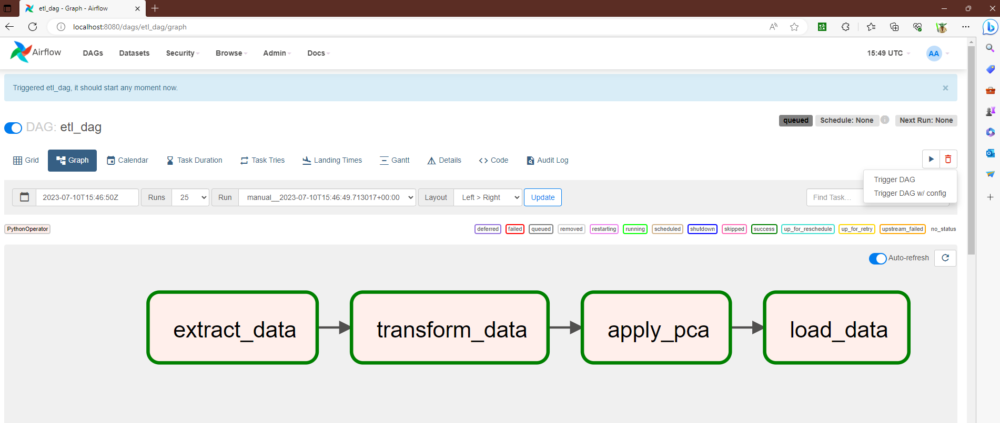 etl_dag - Graph - Airflow
localhost:8080/dags/etl_dag/graph
Airflow
DAGs
Datasets
Security
Browse
Admin
Docs
15:49 UTC
AA
Triggered etl_dag, it should start any moment now.
×
DAG: etl_dag
queued
Schedule: None
Next Run: None
Grid
Graph
Calendar
Task Duration
Task Tries
Landing Times
Gantt
Details
Code
Audit Log
Trigger DAG
Trigger DAG w/ config
2023-07-10T15:46:50Z
Runs
25
Run
manual__2023-07-10T15:46:49.713017+00:00
Layout
Left > Right
Update
Find Task…
PythonOperator
deferred
failed
queued
removed
restarting
running
scheduled
shutdown
skipped
success
up_for_reschedule
up_for_retry
upstream_failed
no_status
Auto-refresh
extract_data
transform_data
apply_pca
load_data